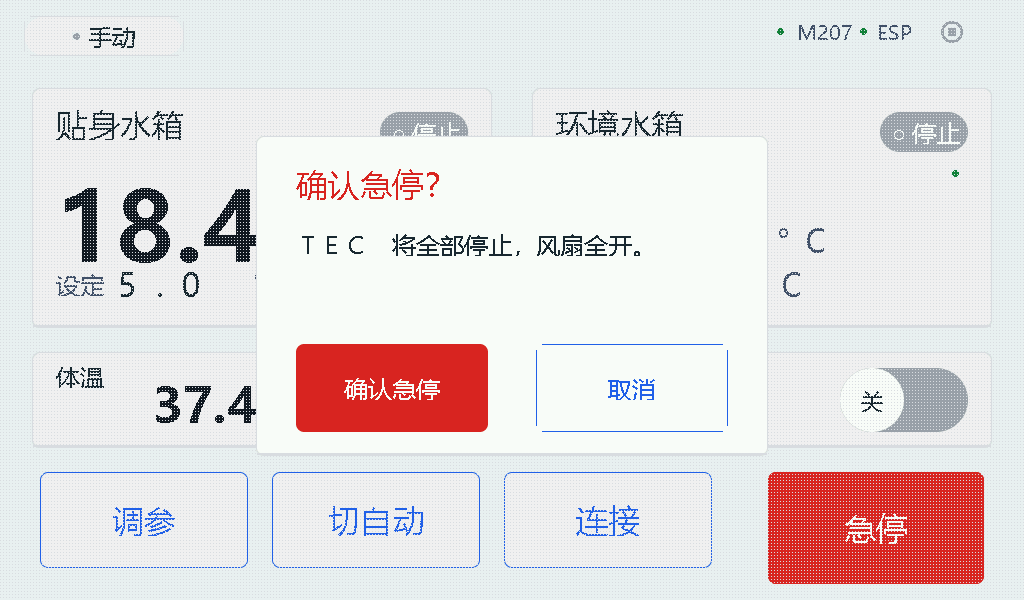 手动
M207 ESP
贴身水箱
停止
环境水箱
停止
确认急停?
18.4
TEC 将全部停止，风扇全开。
°C
设定 5.0
C
体温
37.4
确认急停
取消
关
调参
切自动
连接
急停